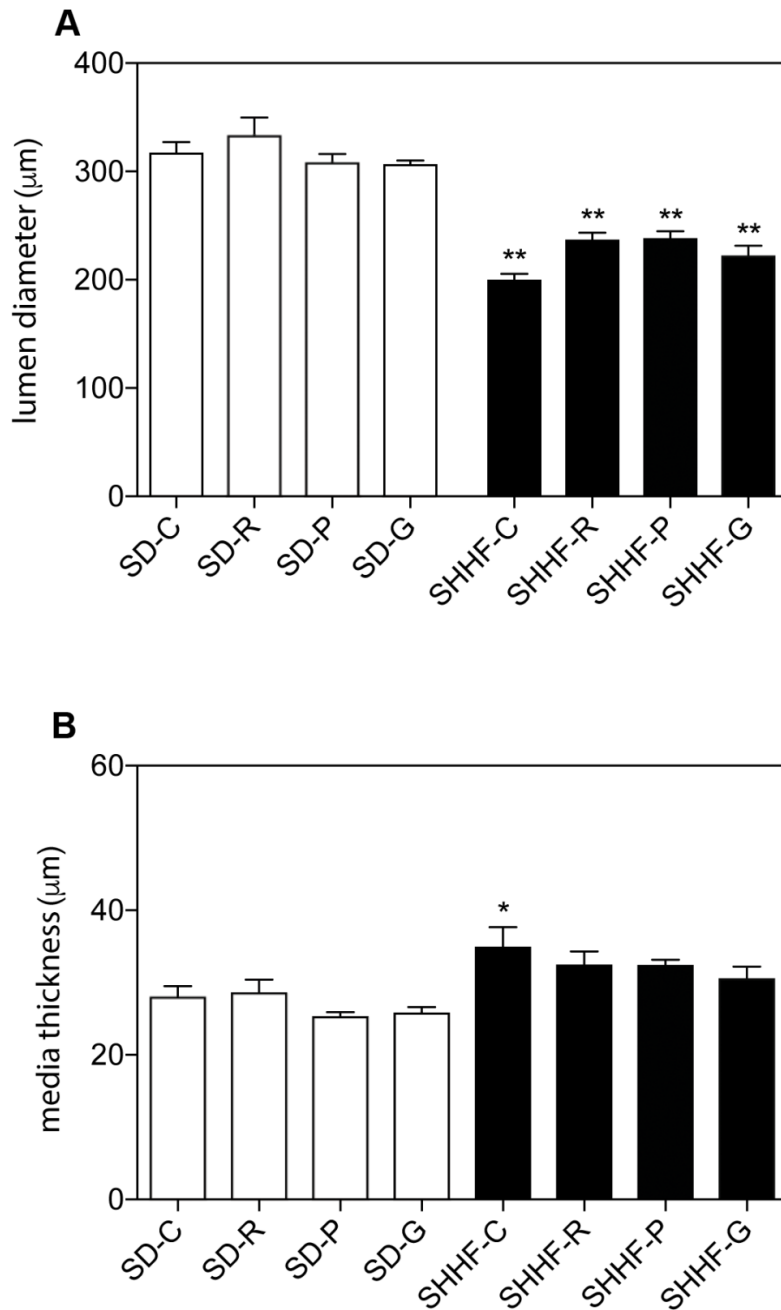 A
400
300
200
100
0
lumen diameter (μm)
**
**
**
**
SD-C
SD-R
SD-P
SD-G
SHHF-C
SHHF-R
SHHF-P
SHHF-G
B
60
40
20
0
media thickness (μm)
*
SD-C
SD-R
SD-P
SD-G
SHHF-C
SHHF-R
SHHF-P
SHHF-G